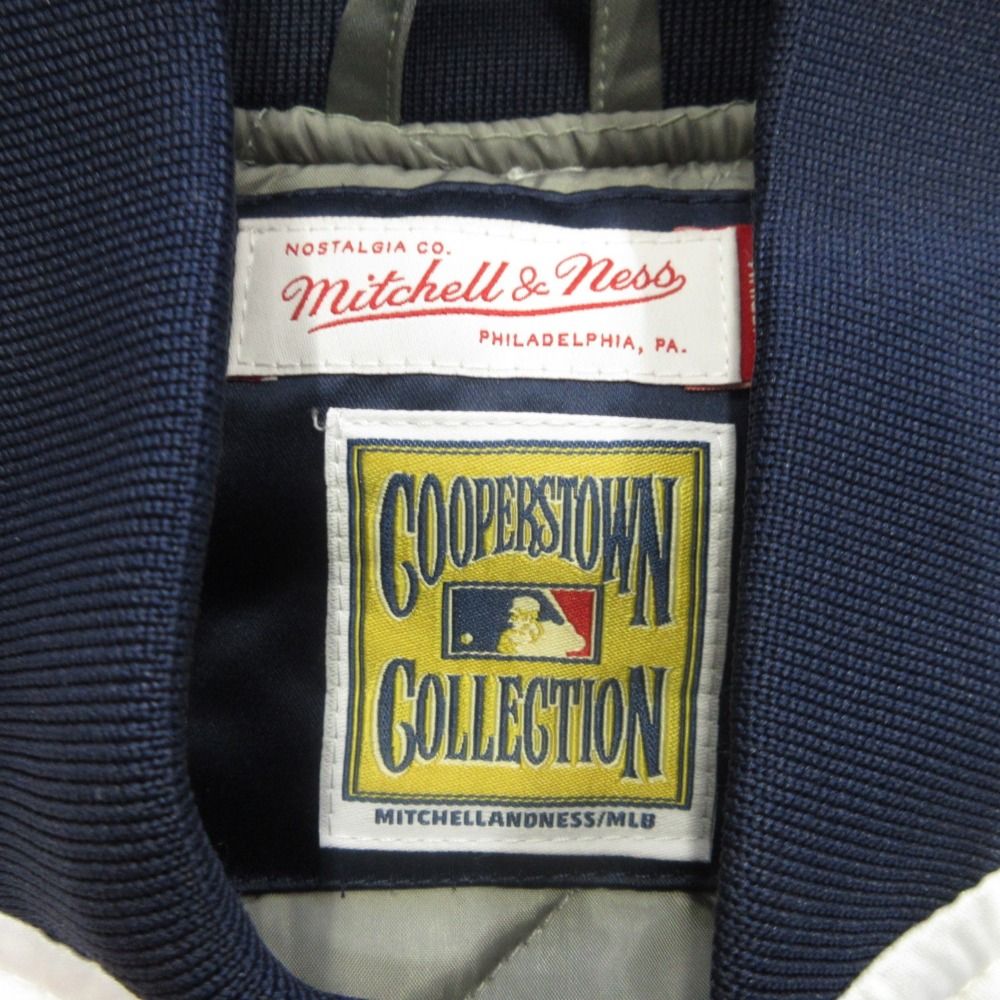 NOSTALGIA CO.
Mitchell & Ness
PHILADELPHIA, PA.
COOPERSTOWN
COLLECTION
MITCHELLANDNESS/MLB